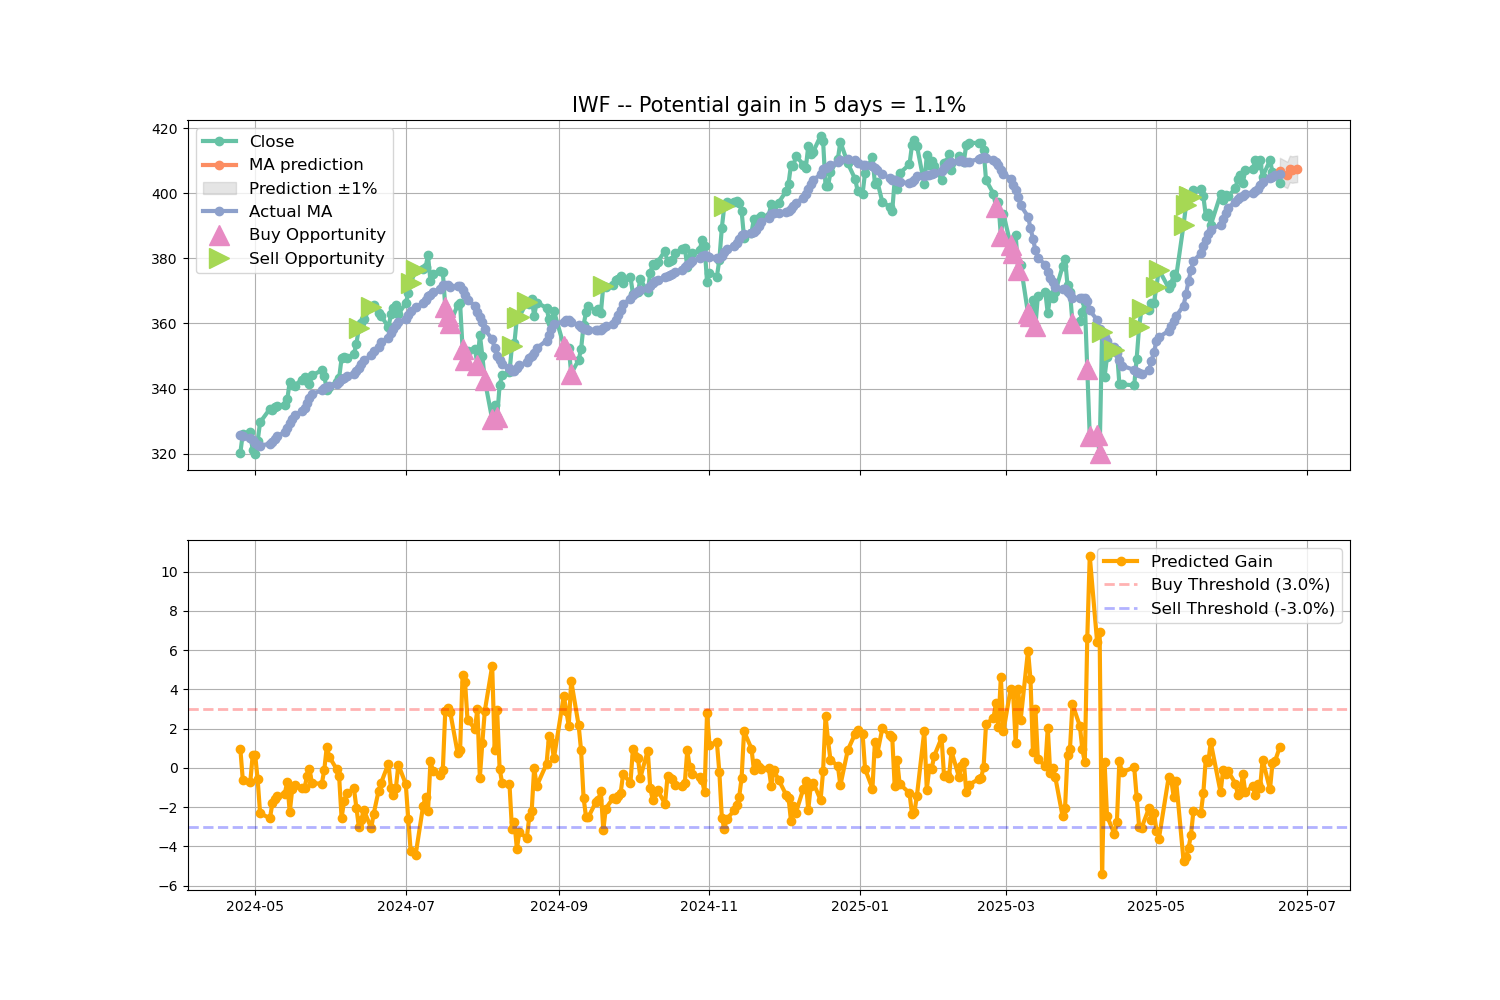 IWF -- Potential gain in 5 days = 1.1%
420
400
380
360
340
320
Close
MA prediction
Prediction ±1%
Actual MA
Buy Opportunity
Sell Opportunity
10
8
6
4
2
0
−2
−4
−6
Predicted Gain
Buy Threshold (3.0%)
Sell Threshold (-3.0%)
2024-05
2024-07
2024-09
2024-11
2025-01
2025-03
2025-05
2025-07